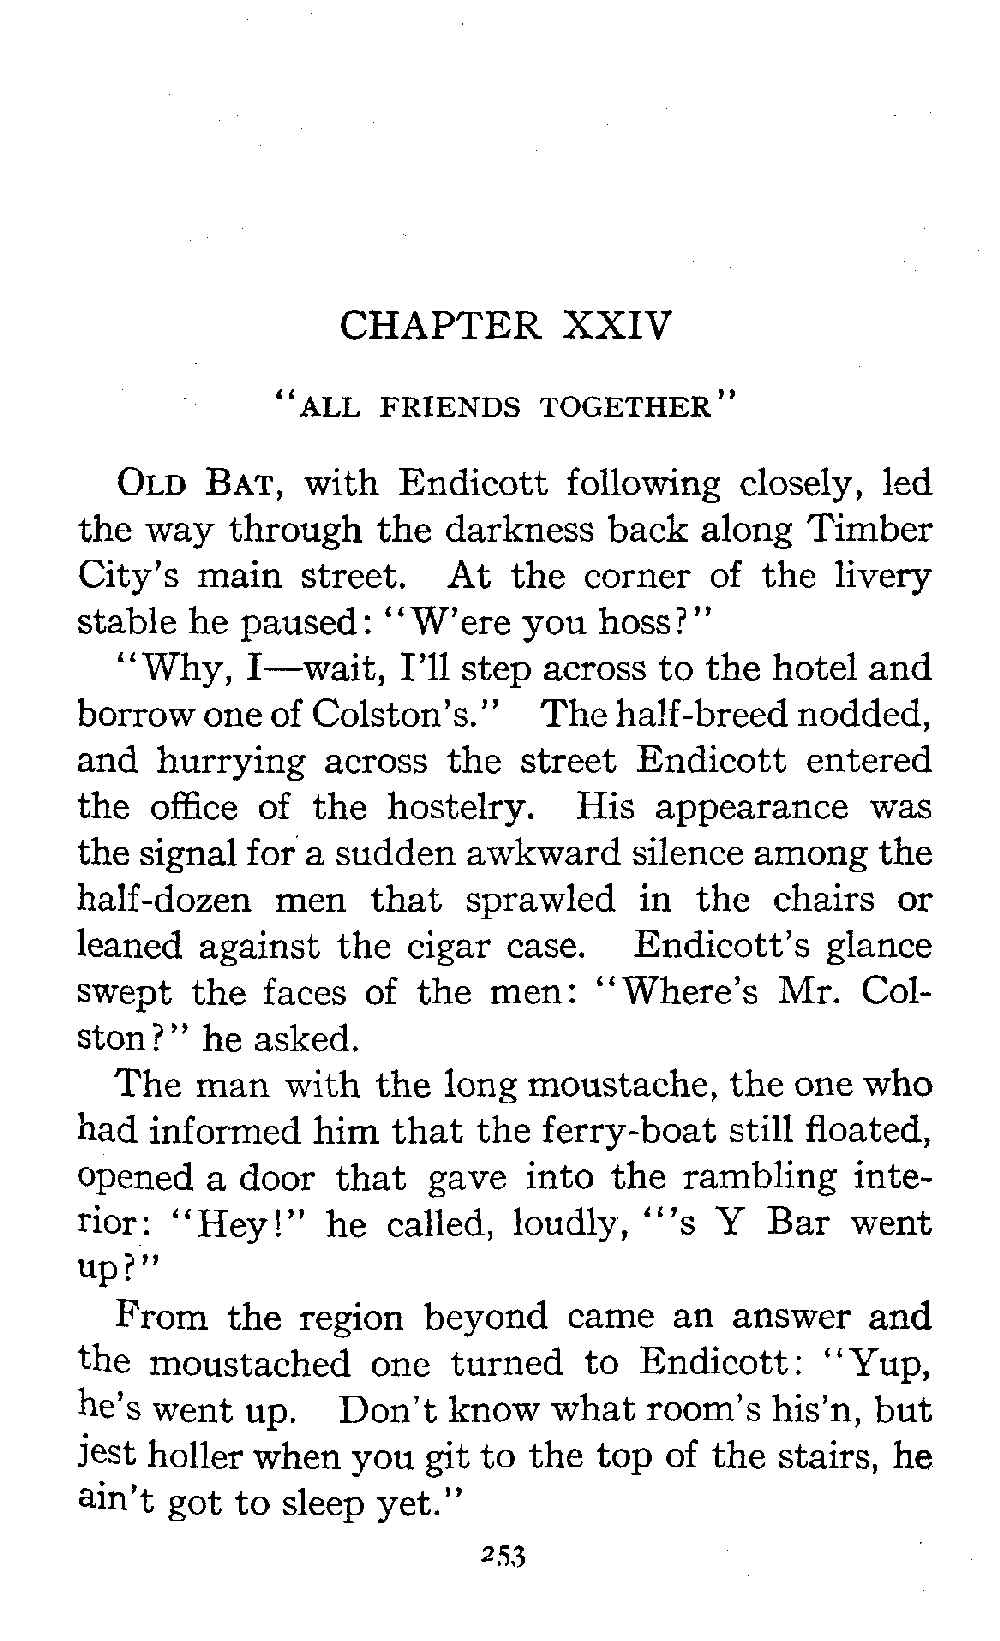 CHAPTER XXIV
"ALL FRIENDS TOGETHER"
OLD BAT, with Endicott following closely, led
the way through the darkness back along Timber
City's main street. At the corner of the livery
stable he paused: "W'ere you hoss?"
"Why, I—wait, I'll step across to the hotel and
borrow one of Colston's." The half-breed nodded,
and hurrying across the street Endicott entered
the office of the hostelry. His appearance was
the signal for a sudden awkward silence among the
half-dozen men that sprawled in the chairs or
leaned against the cigar case. Endicott's glance
swept the faces of the men: "Where's Mr. Col-
ston?" he asked.
The man with the long moustache, the one who
had informed him that the ferry-boat still floated,
opened a door that gave into the rambling inte-
rior: "Hey!" he called, loudly, "'s Y Bar went
up?"
From the region beyond came an answer and
the moustached one turned to Endicott: "Yup,
he's went up. Don't know what room's his'n, but
jest holler when you git to the top of the stairs, he
ain't got to sleep yet."
253